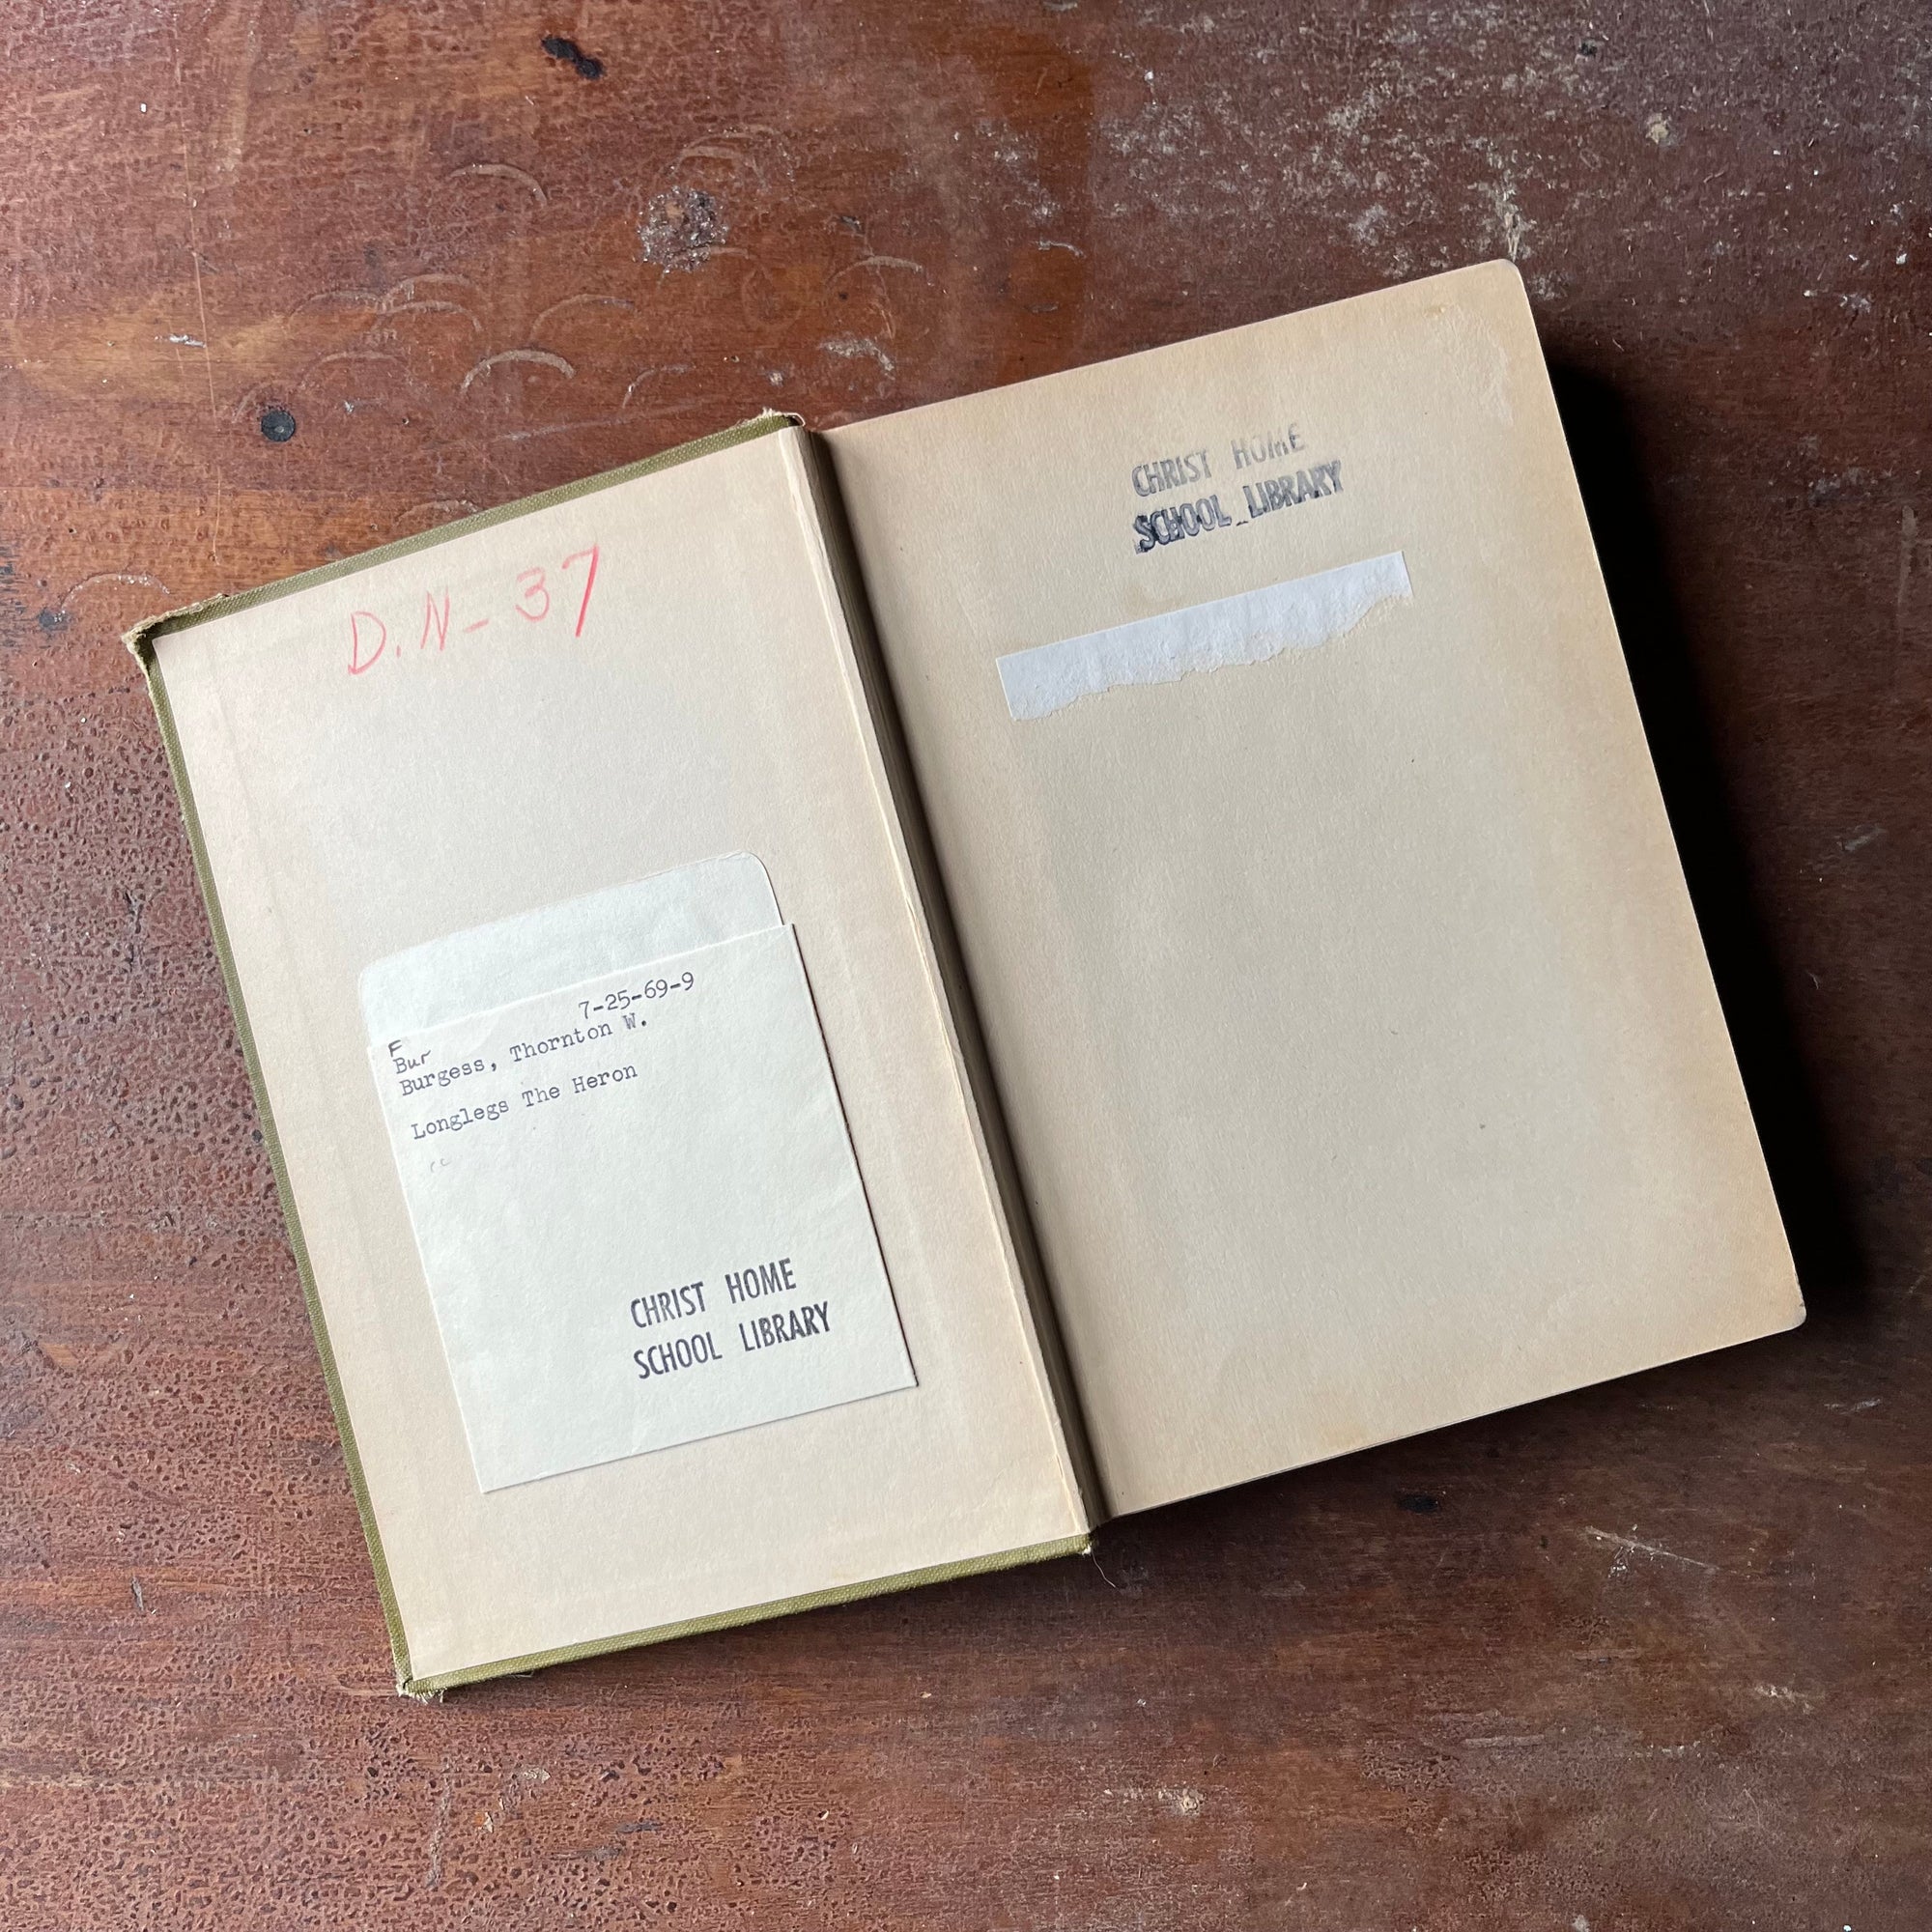 D.N-37
7-25-69-9
F
Bur
Burgess, Thornton W.
Longlegs The Heron
CHRIST HOME
SCHOOL LIBRARY
CHRIST HOME
SCHOOL LIBRARY